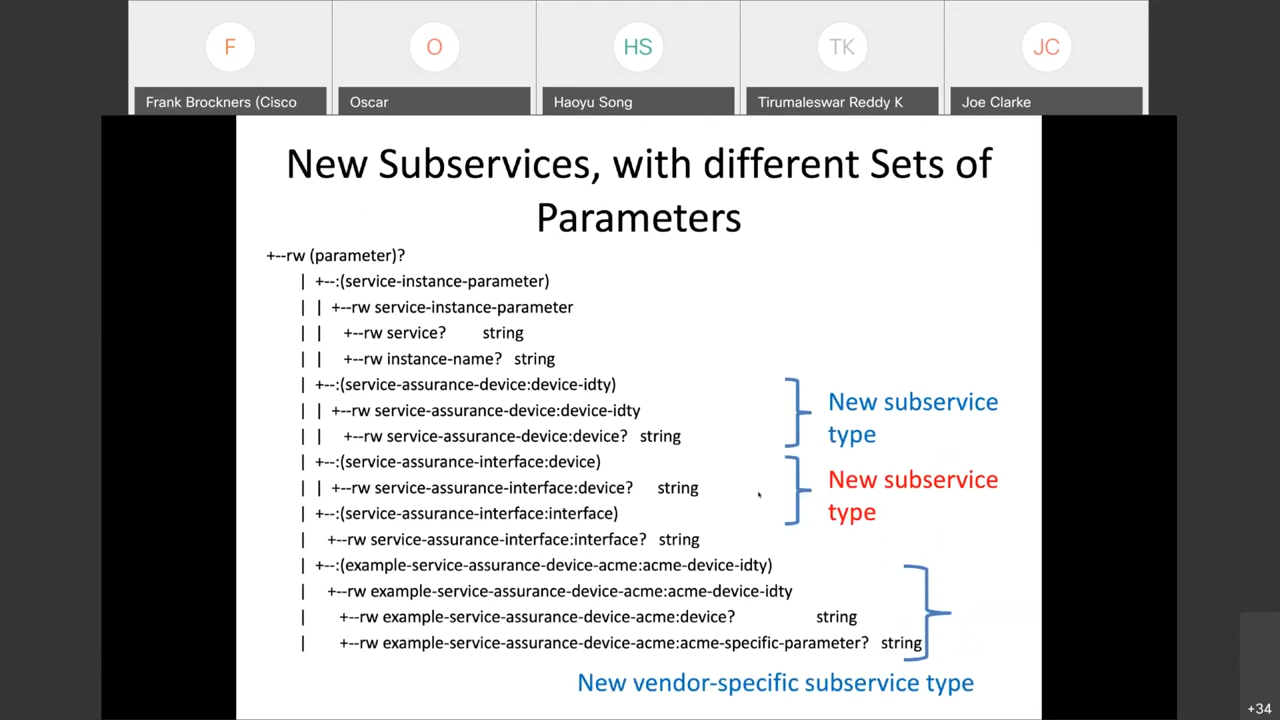 F
O
HS
TK
JC
Frank Brockners (Cisco
Oscar
Haoyu Song
Tirumaleswar Reddy K
Joe Clarke
New Subservices, with different Sets of
Parameters
+--rw (parameter)?
| +--:(service-instance-parameter)
| | +--rw service-instance-parameter
| | +--rw service? string
| | +--rw instance-name? string
| +--:(service-assurance-device:device-idty)
| | +--rw service-assurance-device:device-idty
| | +--rw service-assurance-device:device? string
New subservice
type
| +--:(service-assurance-interface:device)
| | +--rw service-assurance-interface:device? string
| +--:(service-assurance-interface:interface)
New subservice
type
| +--rw service-assurance-interface:interface? string
| +--:(example-service-assurance-device-acme:acme-device-idty)
| +--rw example-service-assurance-device-acme:acme-device-idty
| +--rw example-service-assurance-device-acme:device? string
| +--rw example-service-assurance-device-acme:acme-specific-parameter? string
New vendor-specific subservice type
+34